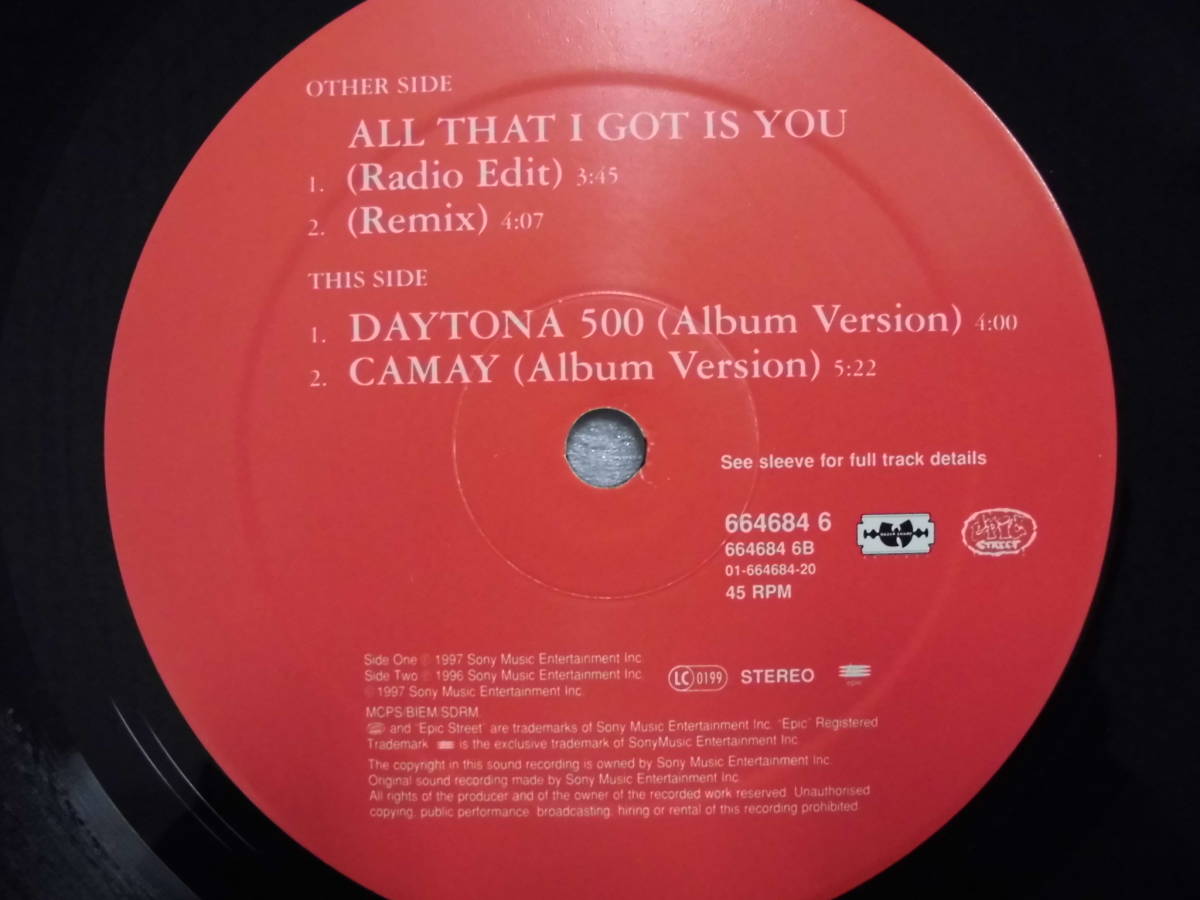 OTHER SIDE
ALL THAT I GOT IS YOU
1. (Radio Edit) 3:45
2. (Remix) 4:07
THIS SIDE
1. DAYTONA 500 (Album Version) 4:00
2. CAMAY (Album Version) 5:22
See sleeve for full track details
664684 6
664684 6B
01-664684-20
45 RPM
EPIC
STREET
Side One ℗ 1997 Sony Music Entertainment Inc.
Side Two ℗ 1996 Sony Music Entertainment Inc.
© 1997 Sony Music Entertainment Inc.
LC 0199 STEREO
MCPS/BIEM/SDRM.
and "Epic Street" are trademarks of Sony Music Entertainment Inc. "Epic" Registered
Trademark is the exclusive trademark of SonyMusic Entertainment Inc.
The copyright in this sound recording is owned by Sony Music Entertainment Inc.
Original sound recording made by Sony Music Entertainment Inc.
All rights of the producer and of the owner of the recorded work reserved. Unauthorised
copying, public performance, broadcasting, hiring or rental of this recording prohibited.